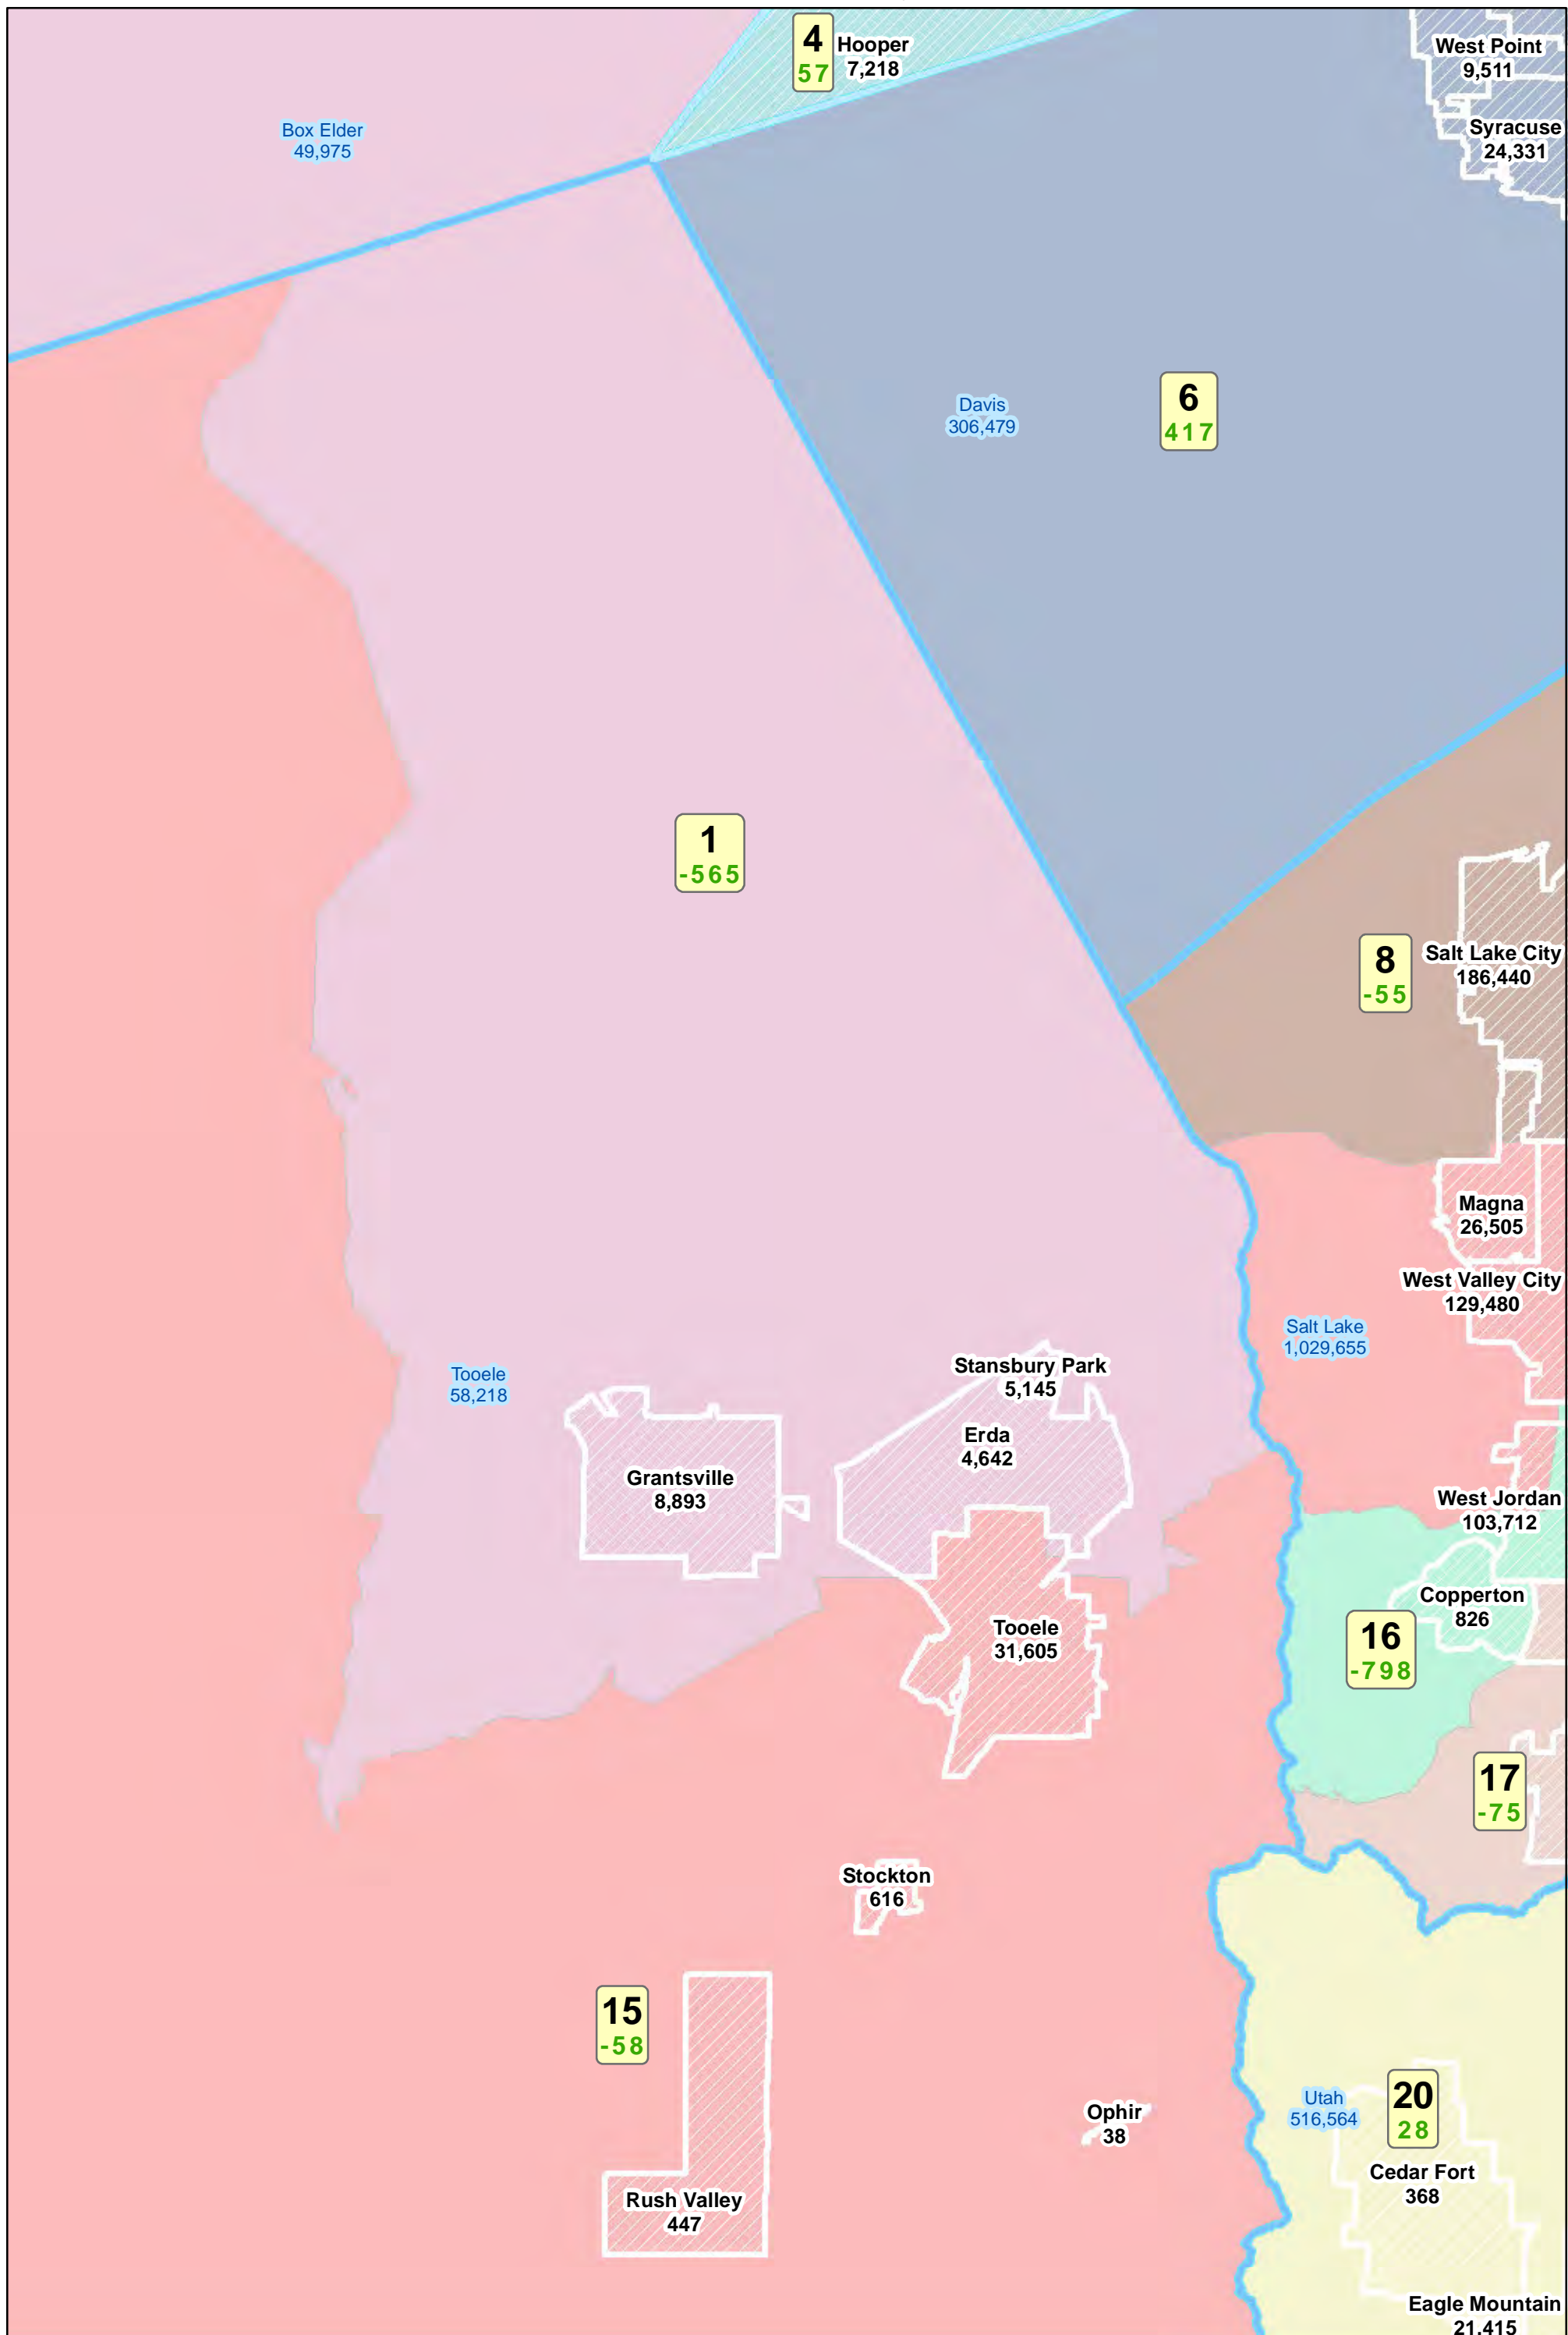 4
57
Hooper
7,218
West Point
9,511
Box Elder
49,975
Syracuse
24,331
6
417
Davis
306,479
1
-565
8
-55
Salt Lake City
186,440
Magna
26,505
West Valley City
129,480
Salt Lake
1,029,655
Stansbury Park
5,145
Tooele
58,218
Erda
4,642
Grantsville
8,893
West Jordan
103,712
Copperton
826
Tooele
31,605
16
-798
17
-75
Stockton
616
15
-58
20
28
Utah
516,564
Ophir
38
Cedar Fort
368
Rush Valley
447
Eagle Mountain
21,415